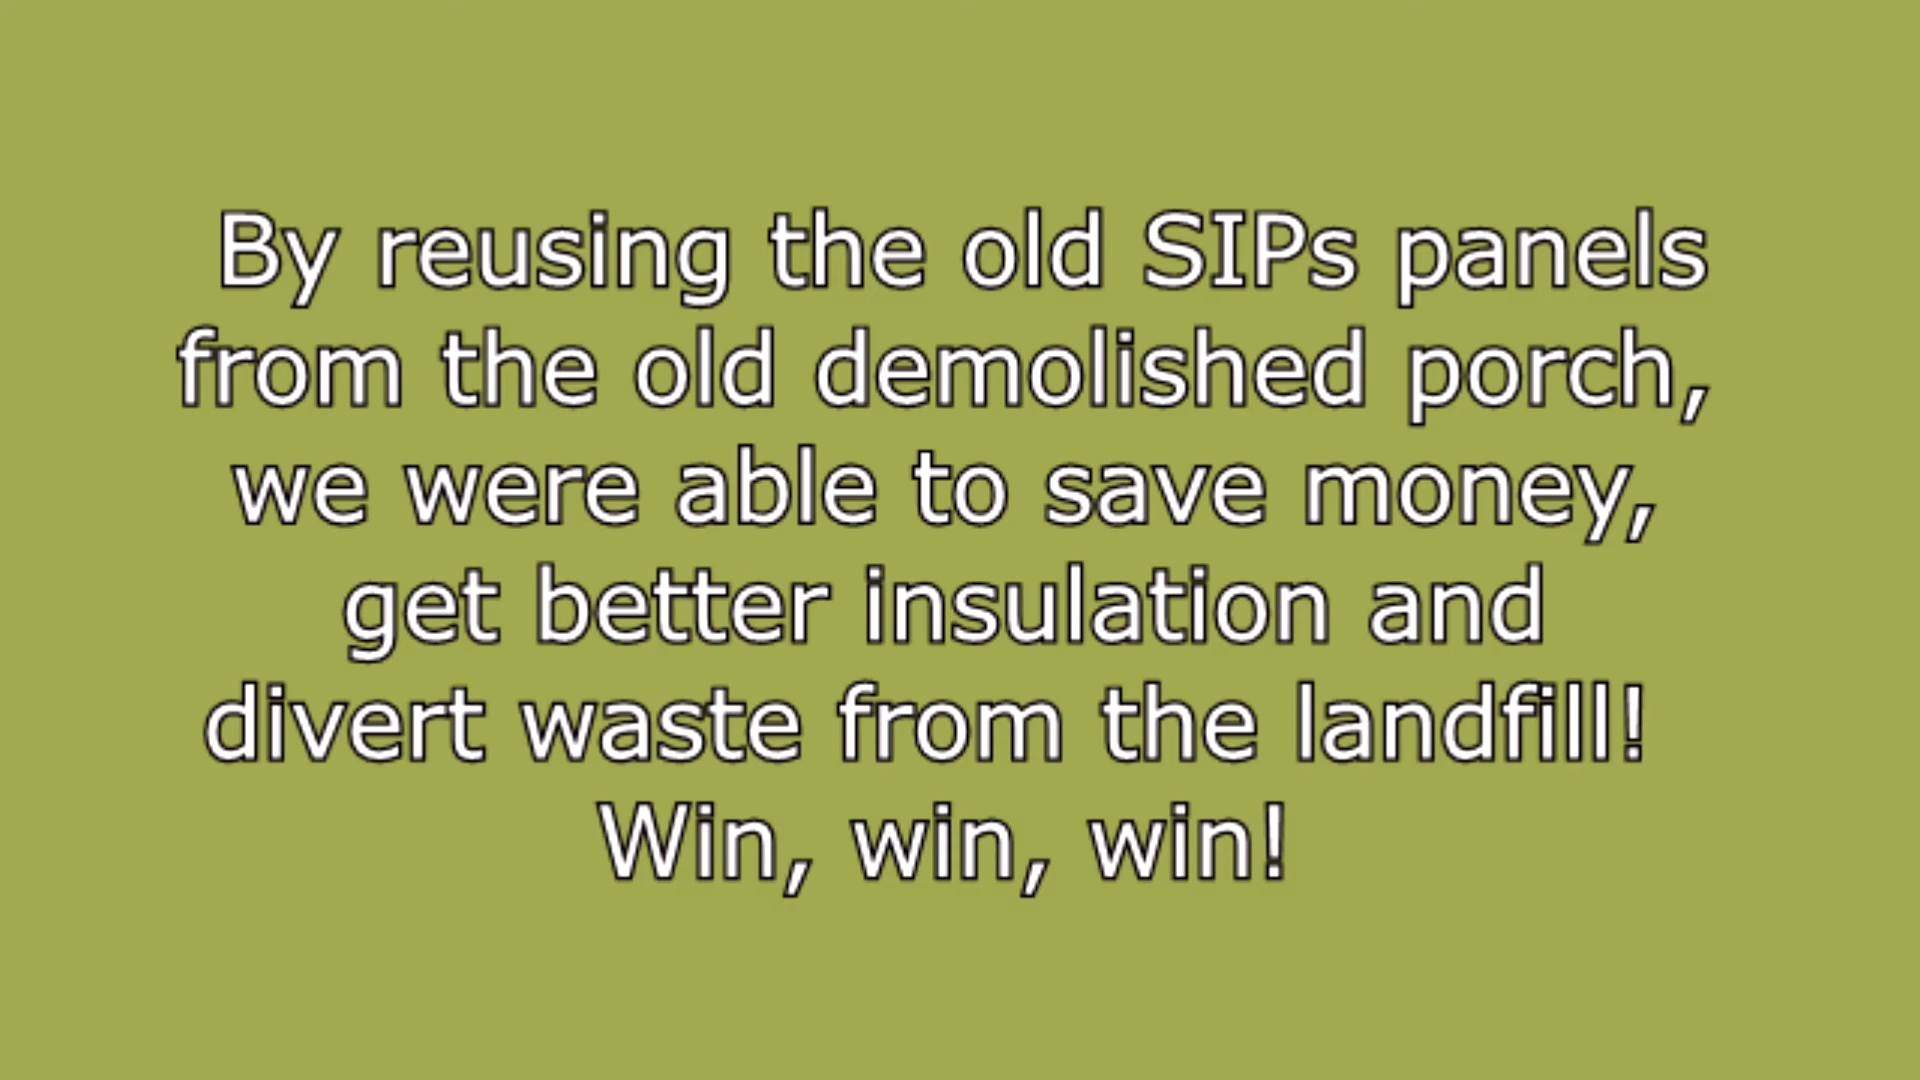 By reusing the old SIPs panels
from the old demolished porch,
we were able to save money,
get better insulation and
divert waste from the landfill!
Win, win, win!